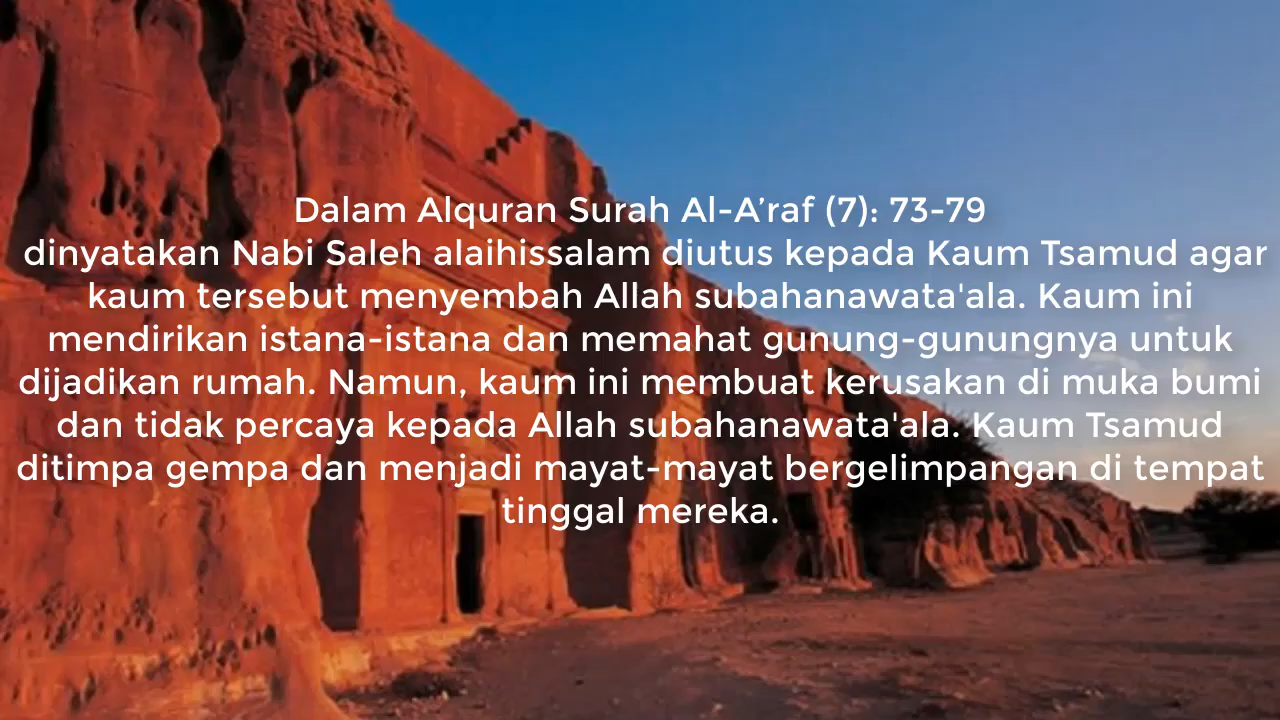 Dalam Alquran Surah Al-A’raf (7): 73-79
dinyatakan Nabi Saleh alaihissalam diutus kepada Kaum Tsamud agar
kaum tersebut menyembah Allah subahanawata'ala. Kaum ini
mendirikan istana-istana dan memahat gunung-gunungnya untuk
dijadikan rumah. Namun, kaum ini membuat kerusakan di muka bumi
dan tidak percaya kepada Allah subahanawata'ala. Kaum Tsamud
ditimpa gempa dan menjadi mayat-mayat bergelimpangan di tempat
tinggal mereka.